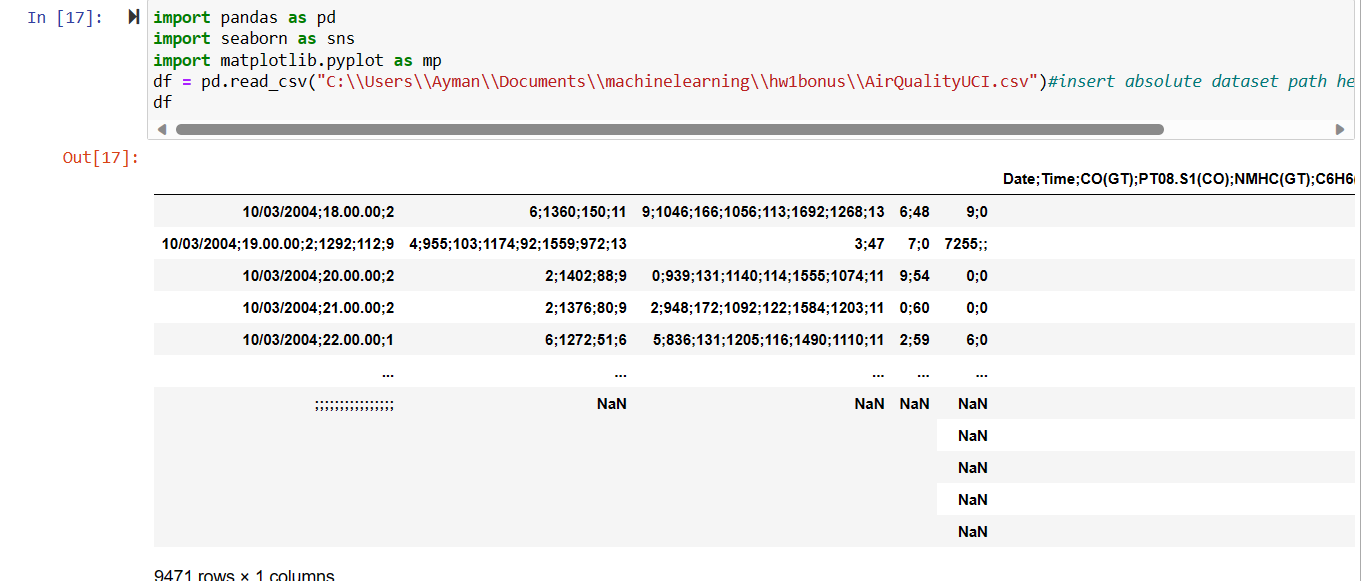 In [17]:
import pandas as pd
import seaborn as sns
import matplotlib.pyplot as mp
df = pd.read_csv("C:\\Users\\Ayman\\Documents\\machinelearning\\hw1bonus\\AirQualityUCI.csv")#insert absolute dataset path he
df
Out[17]:
Date;Time;CO(GT);PT08.S1(CO);NMHC(GT);C6H6(
10/03/2004;18.00.00;2 6;1360;150;11 9;1046;166;1056;113;1692;1268;13 6;48 9;0
10/03/2004;19.00.00;2;1292;112;9 4;955;103;1174;92;1559;972;13 3;47 7;0 7255;;
10/03/2004;20.00.00;2 2;1402;88;9 0;939;131;1140;114;1555;1074;11 9;54 0;0
10/03/2004;21.00.00;2 2;1376;80;9 2;948;172;1092;122;1584;1203;11 0;60 0;0
10/03/2004;22.00.00;1 6;1272;51;6 5;836;131;1205;116;1490;1110;11 2;59 6;0
... ... ... ... ...
;;;;;;;;;;;;;;;; NaN NaN NaN NaN
NaN
NaN
NaN
NaN
9471 rows × 1 columns